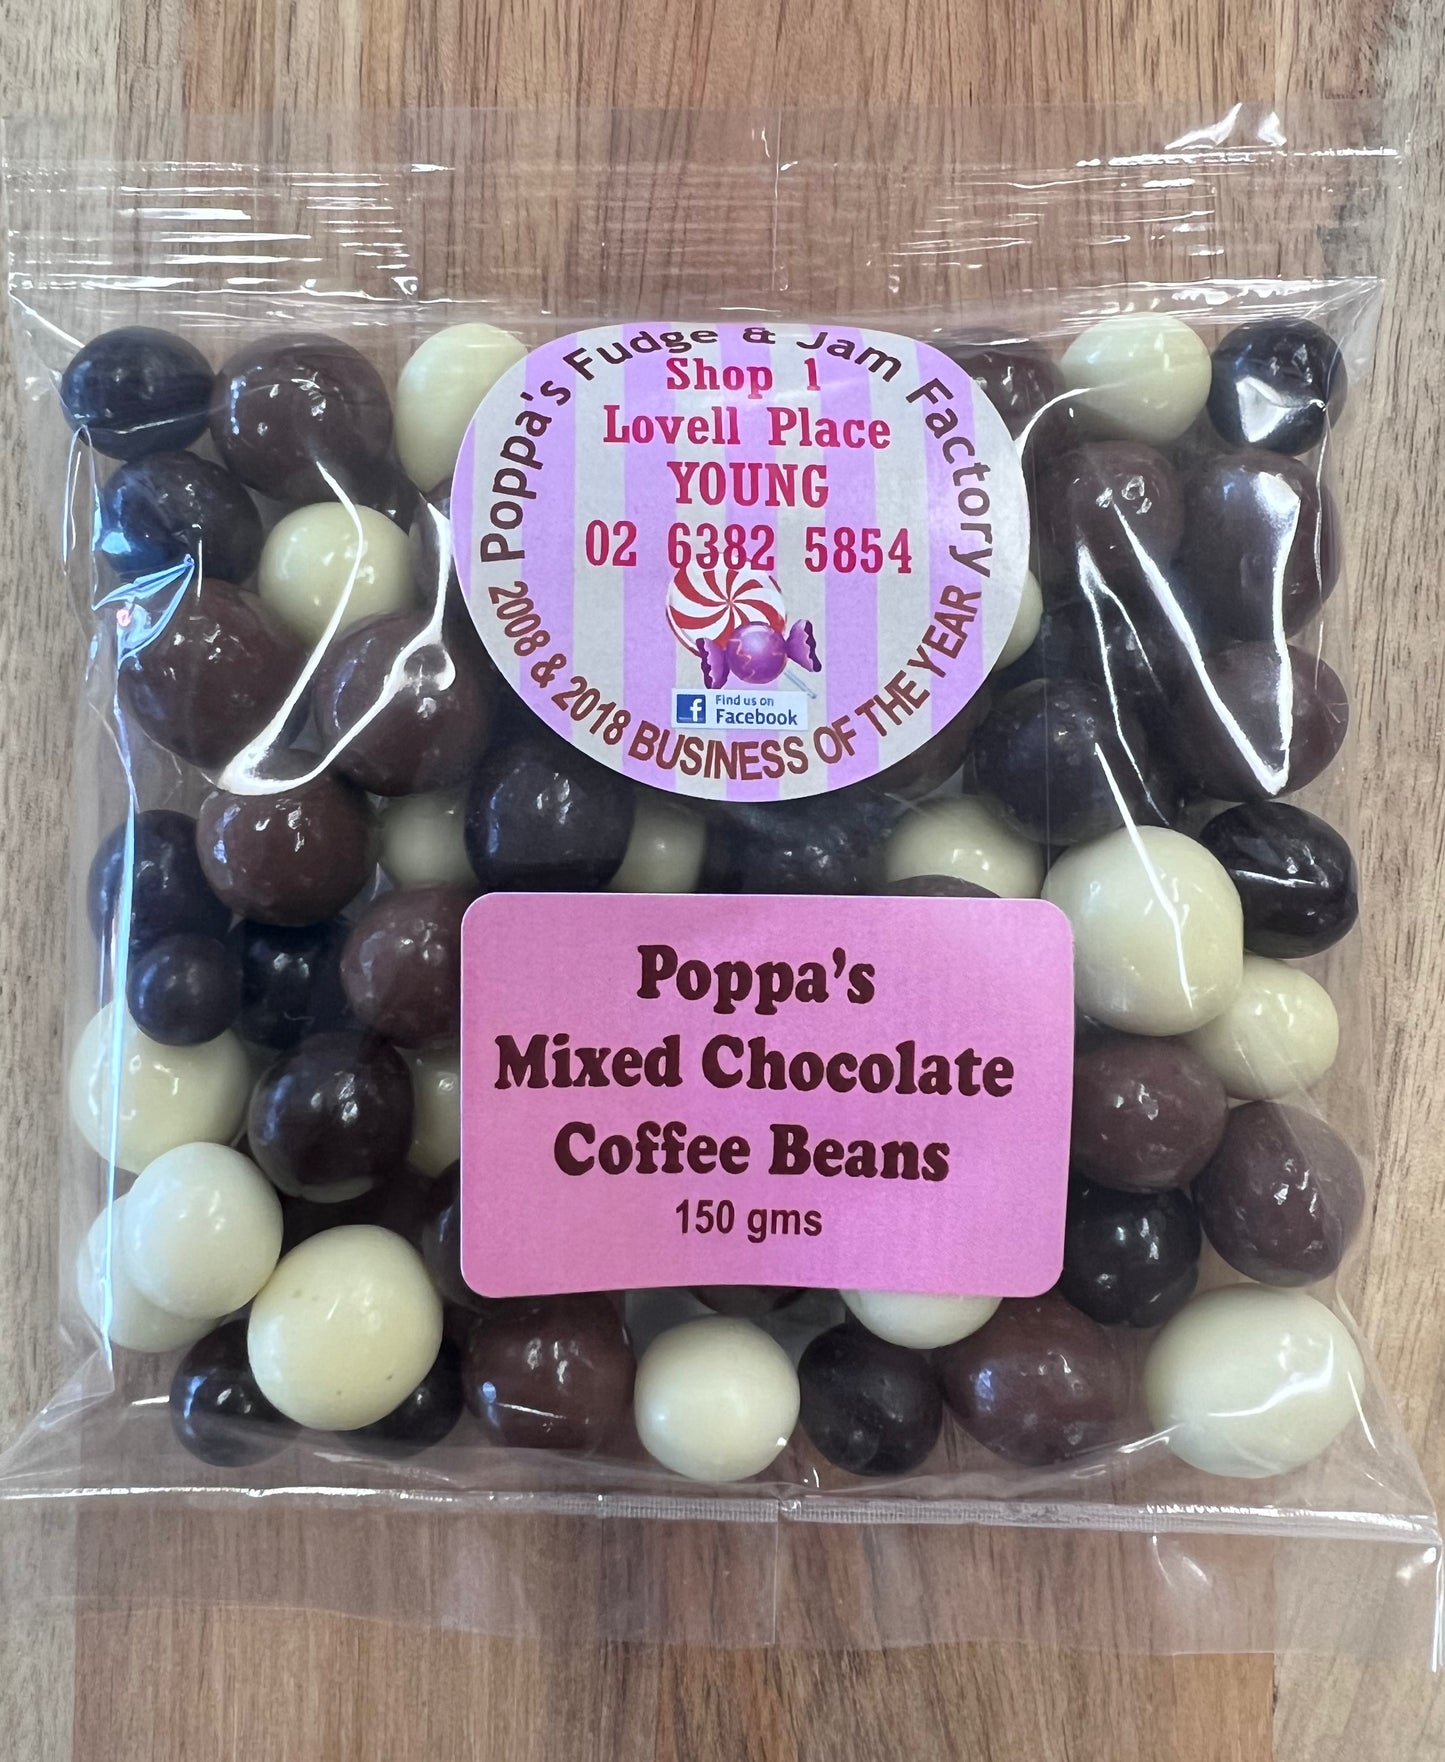 Poppa's Fudge & Jam Factory
Shop 1
Lovell Place
YOUNG
02 6382 5854
Find us on
Facebook
2008 & 2018 BUSINESS OF THE YEAR
Poppa's
Mixed Chocolate
Coffee Beans
150 gms